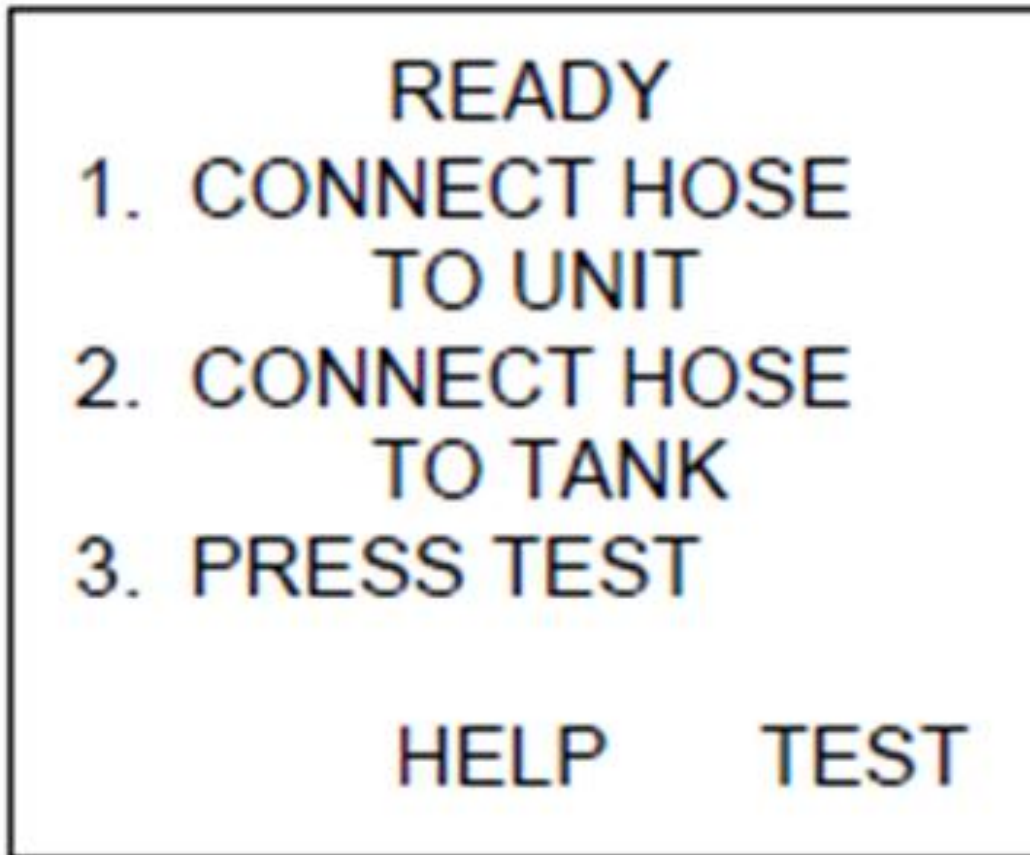 READY
1. CONNECT HOSE
TO UNIT
2. CONNECT HOSE
TO TANK
3. PRESS TEST
HELP TEST